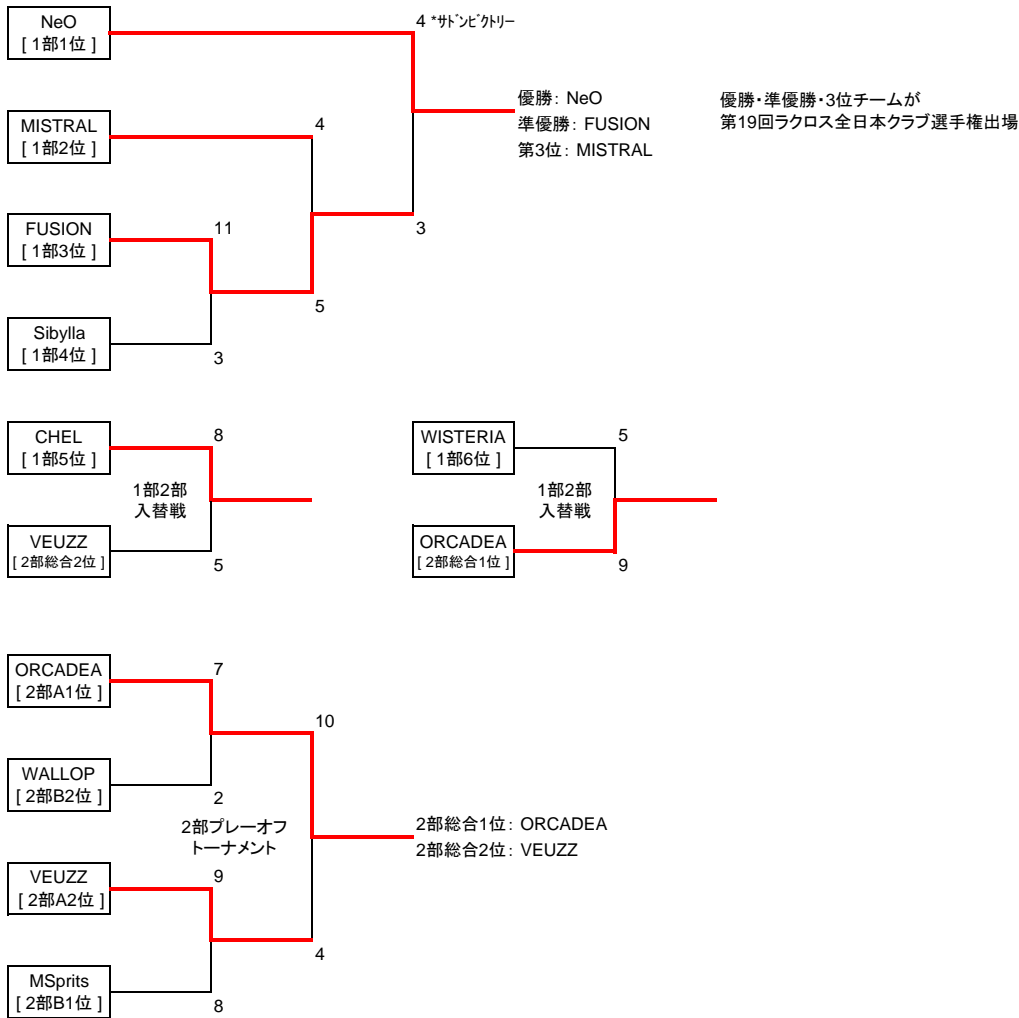 NeO
[ 1部1位 ]
4 *ｻﾄﾞﾝﾋﾞｸﾄﾘｰ
優勝： NeO
準優勝： FUSION
第3位： MISTRAL
優勝・準優勝・3位チームが
第19回ラクロス全日本クラブ選手権出場
MISTRAL
[ 1部2位 ]
4
FUSION
[ 1部3位 ]
11
3
5
Sibylla
[ 1部4位 ]
3
CHEL
[ 1部5位 ]
8
1部2部
入替戦
VEUZZ
[ 2部総合2位 ]
5
WISTERIA
[ 1部6位 ]
5
1部2部
入替戦
ORCADEA
[ 2部総合1位 ]
9
ORCADEA
[ 2部A1位 ]
7
10
WALLOP
[ 2部B2位 ]
2
2部プレーオフ
トーナメント
2部総合1位： ORCADEA
2部総合2位： VEUZZ
VEUZZ
[ 2部A2位 ]
9
4
MSprits
[ 2部B1位 ]
8